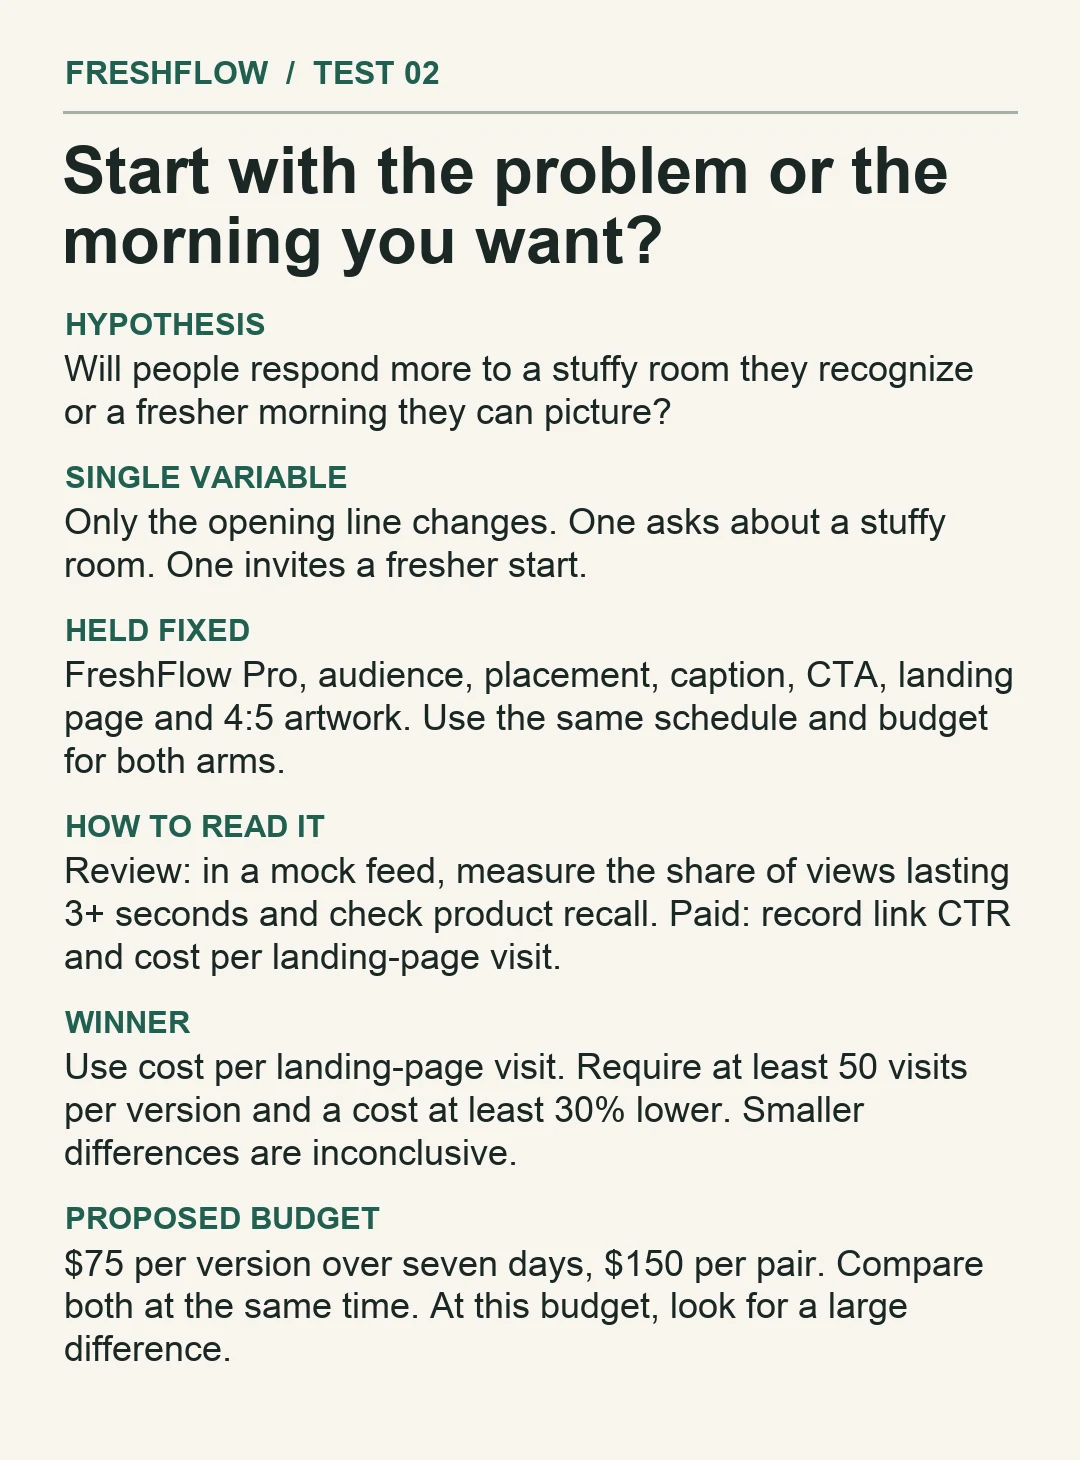 FRESHFLOW / TEST 02
Start with the problem or the
morning you want?
HYPOTHESIS
Will people respond more to a stuffy room they recognize
or a fresher morning they can picture?
SINGLE VARIABLE
Only the opening line changes. One asks about a stuffy
room. One invites a fresher start.
HELD FIXED
FreshFlow Pro, audience, placement, caption, CTA, landing
page and 4:5 artwork. Use the same schedule and budget
for both arms.
HOW TO READ IT
Review: in a mock feed, measure the share of views lasting
3+ seconds and check product recall. Paid: record link CTR
and cost per landing-page visit.
WINNER
Use cost per landing-page visit. Require at least 50 visits
per version and a cost at least 30% lower. Smaller
differences are inconclusive.
PROPOSED BUDGET
$75 per version over seven days, $150 per pair. Compare
both at the same time. At this budget, look for a large
difference.